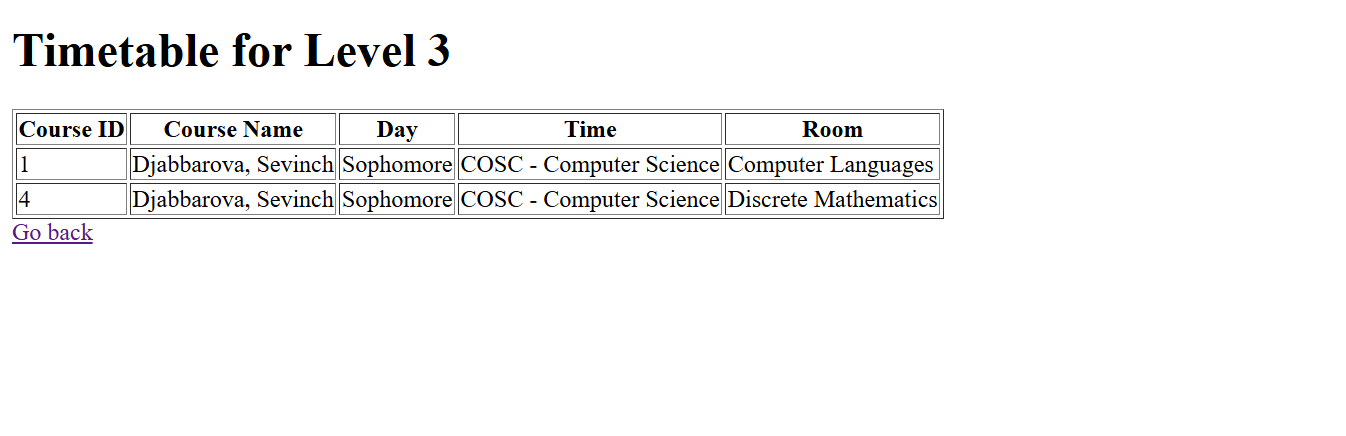 Timetable for Level 3
Course ID Course Name Day Time Room
1 Djabbarova, Sevinch Sophomore COSC - Computer Science Computer Languages
4 Djabbarova, Sevinch Sophomore COSC - Computer Science Discrete Mathematics
Go back